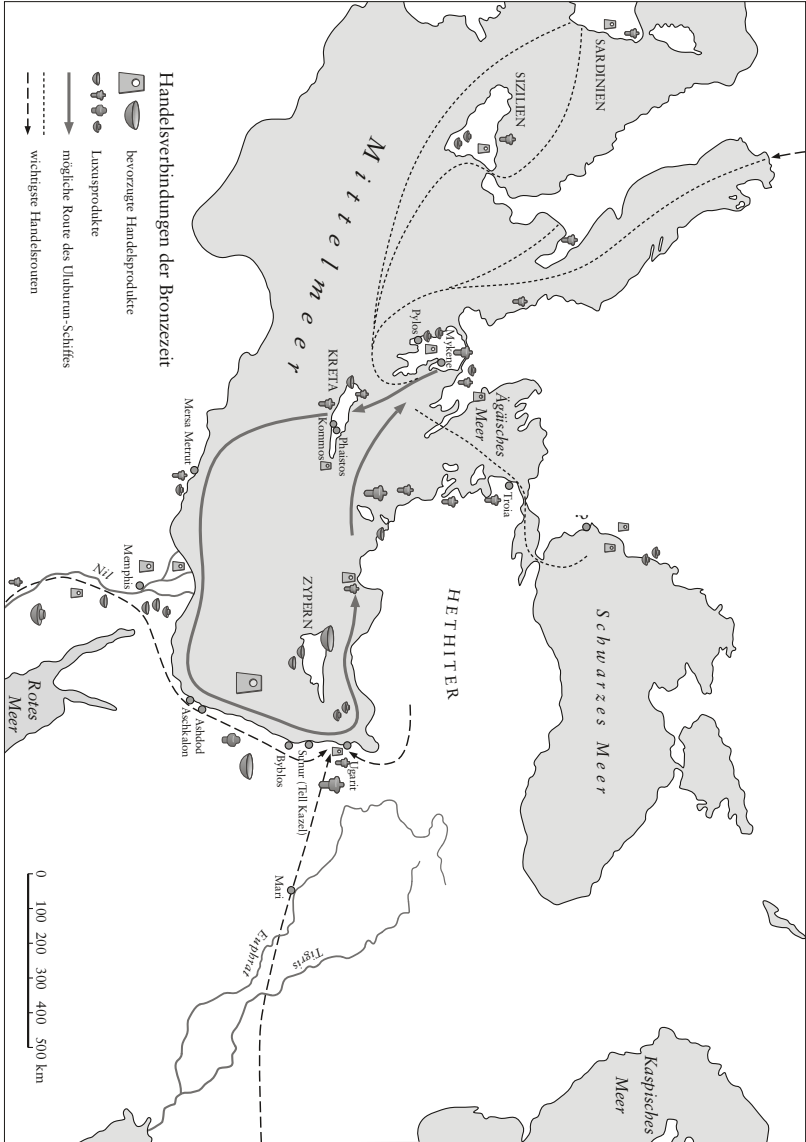 Handelsverbindungen der Bronzezeit
bevorzugte Handelsprodukte
Luxusprodukte
mögliche Route des Uluburun-Schiffes
wichtigste Handelsrouten
SARDINIEN
SIZILIEN
Mittelmeer
Pylos
Mykene
KRETA
Kommos
Phaistos
Ägäisches
Meer
Troia
Schwarzes Meer
HETHITER
ZYPERN
Mersa Metrut
Memphis
Nil
Rotes
Meer
Aschkalon
Ashdod
Byblos
Sumur (Tell Kazel)
Ugarit
Mari
Euphrat
Tigris
Kaspisches
Meer
0 100 200 300 400 500 km